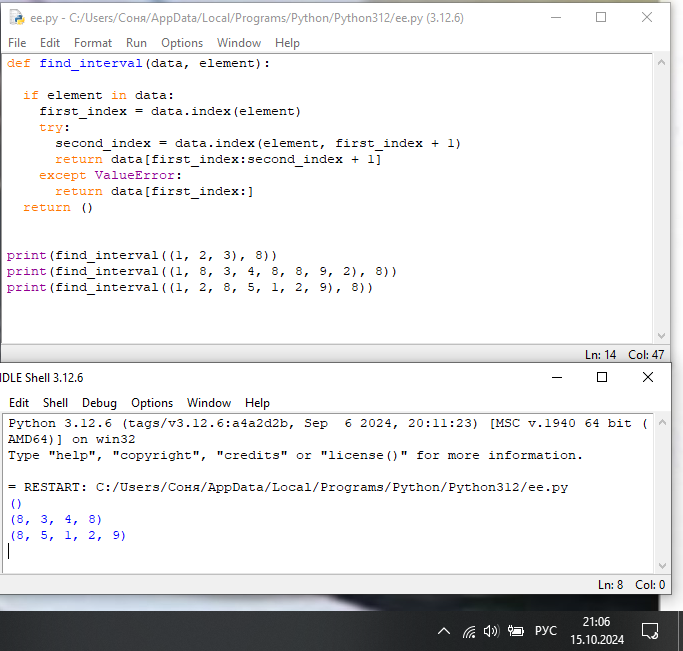 ee.py - C:/Users/Соня/AppData/Local/Programs/Python/Python312/ee.py (3.12.6)
File Edit Format Run Options Window Help
def find_interval(data, element):
if element in data:
first_index = data.index(element)
try:
second_index = data.index(element, first_index + 1)
return data[first_index:second_index + 1]
except ValueError:
return data[first_index:]
return ()
print(find_interval((1, 2, 3), 8))
print(find_interval((1, 8, 3, 4, 8, 8, 9, 2), 8))
print(find_interval((1, 2, 8, 5, 1, 2, 9), 8))
Ln: 14 Col: 47
IDLE Shell 3.12.6
Edit Shell Debug Options Window Help
Python 3.12.6 (tags/v3.12.6:a4a2d2b, Sep  6 2024, 20:11:23) [MSC v.1940 64 bit (
AMD64)] on win32
Type "help", "copyright", "credits" or "license()" for more information.
= RESTART: C:/Users/Соня/AppData/Local/Programs/Python/Python312/ee.py
()
(8, 3, 4, 8)
(8, 5, 1, 2, 9)
Ln: 8 Col: 0
РУС
21:06
15.10.2024